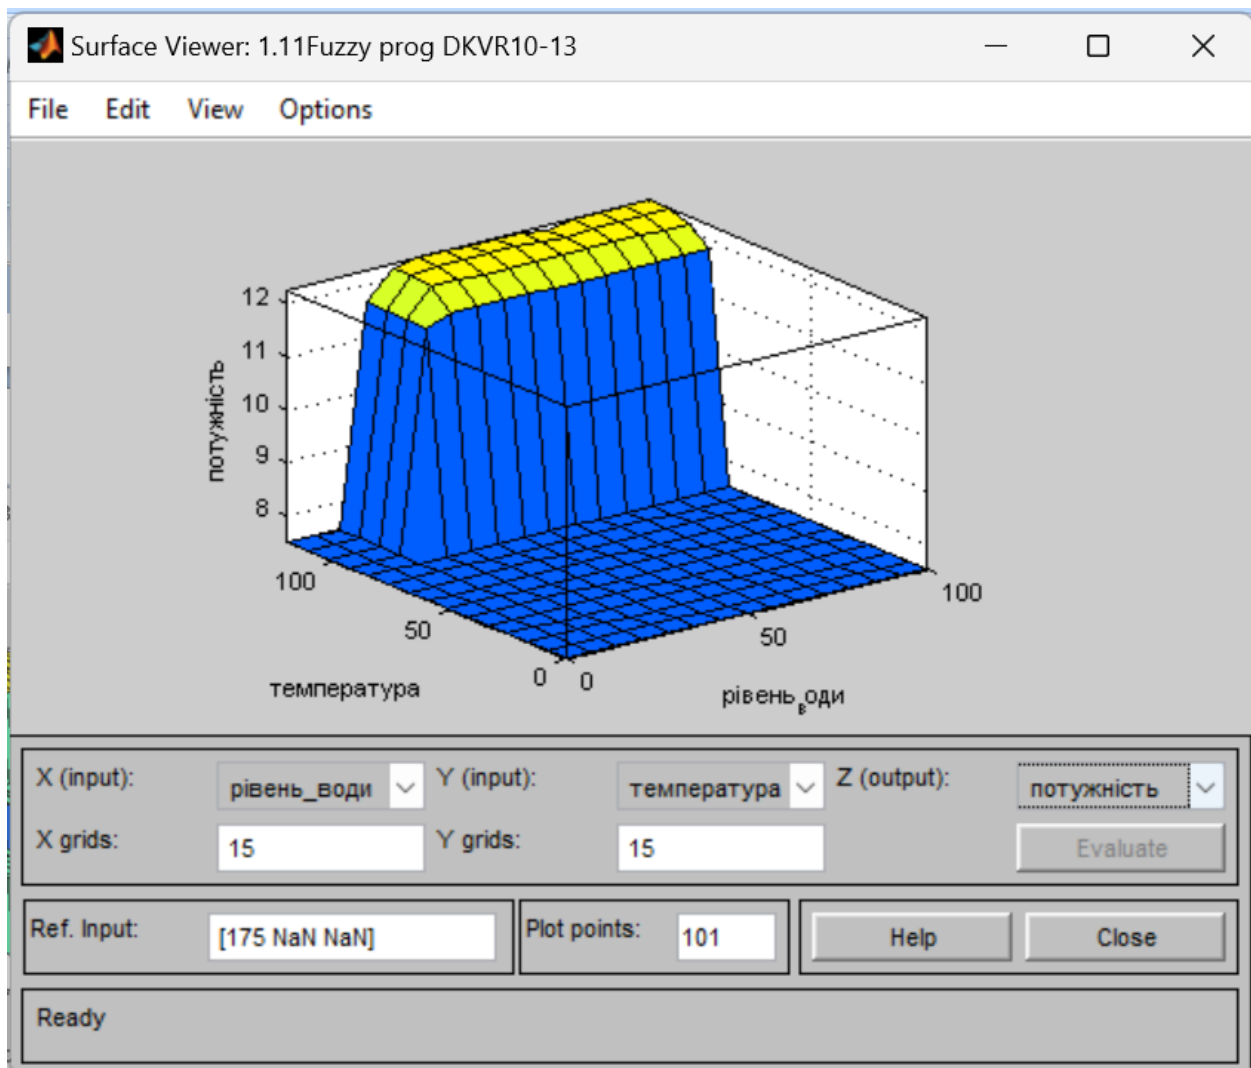 Surface Viewer: 1.11Fuzzy prog DKVR10-13
File Edit View Options
12
11
10
9
8
потужність
100
50
0
температура
0
50
100
рівень_води
X (input): рівень_води Y (input): температура Z (output): потужність
X grids: 15 Y grids: 15 Evaluate
Ref. Input: [175 NaN NaN] Plot points: 101 Help Close
Ready